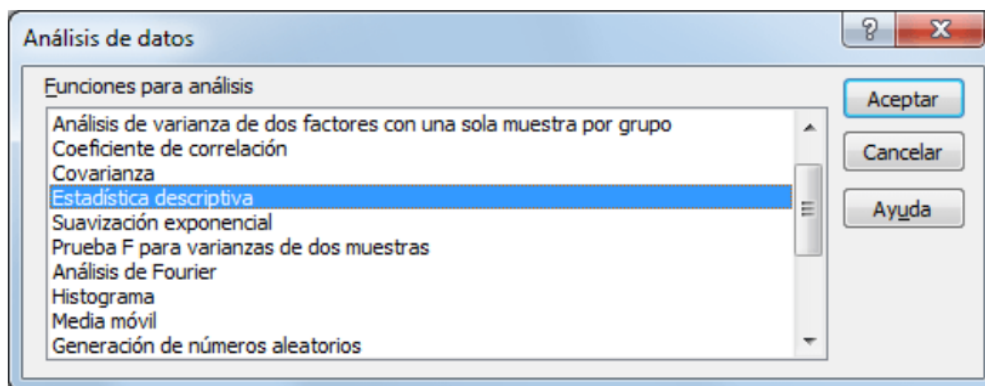 Análisis de datos
Funciones para análisis
Análisis de varianza de dos factores con una sola muestra por grupo
Coeficiente de correlación
Covarianza
Estadística descriptiva
Suavización exponencial
Prueba F para varianzas de dos muestras
Análisis de Fourier
Histograma
Media móvil
Generación de números aleatorios
Aceptar
Cancelar
Ayuda